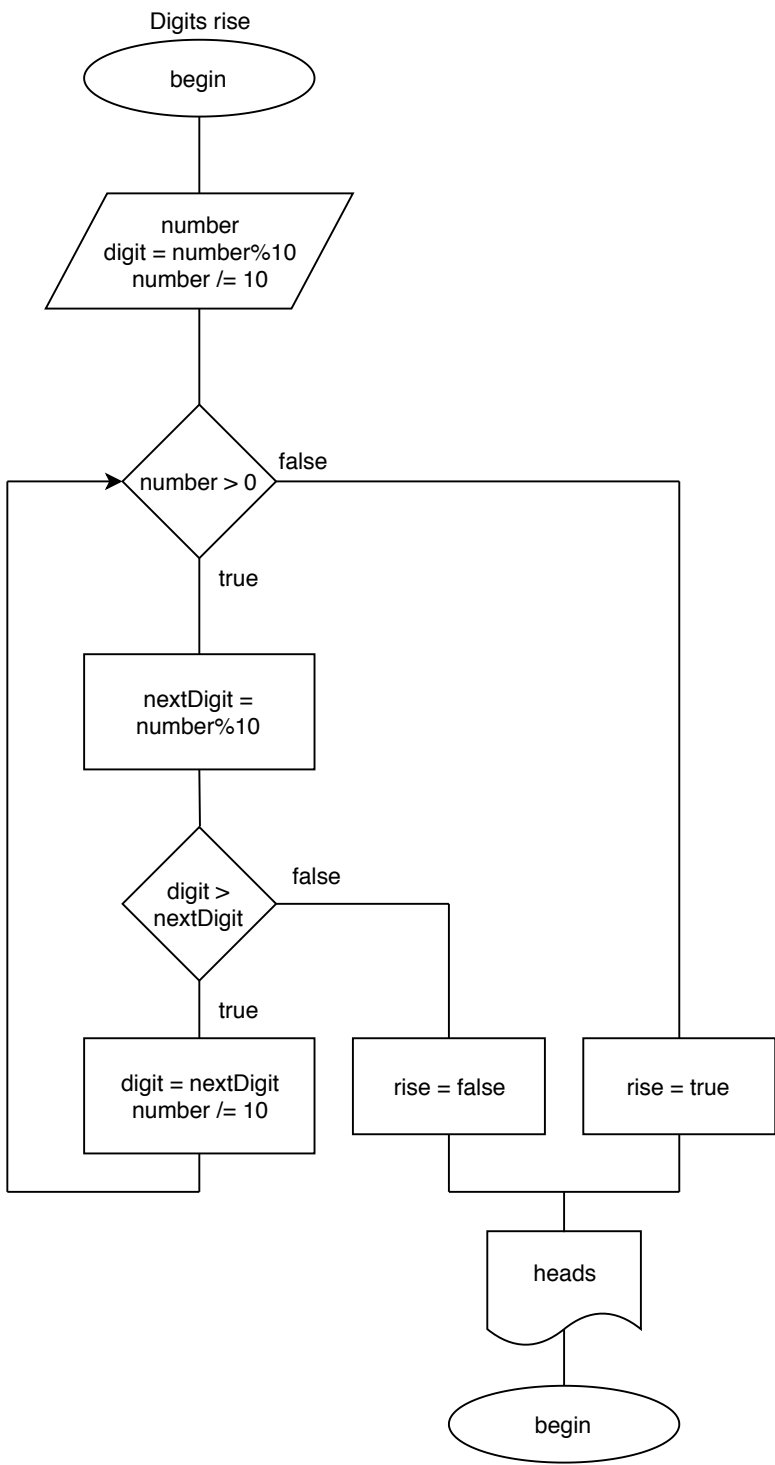 Digits rise
begin
number
digit = number%10
number /= 10
number > 0
false
true
nextDigit =
number%10
digit >
nextDigit
false
true
digit = nextDigit
number /= 10
rise = false
rise = true
heads
begin